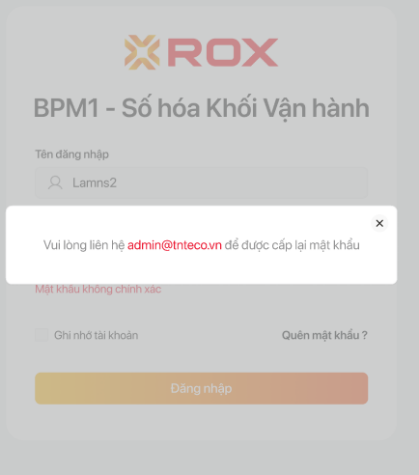 ROX
BPM1 - Số hóa Khối Vận hành
Tên đăng nhập
Lamns2
Vui lòng liên hệ admin@tnteco.vn để được cấp lại mật khẩu
Mật khẩu không chính xác
Ghi nhớ tài khoản
Quên mật khẩu ?
Đăng nhập